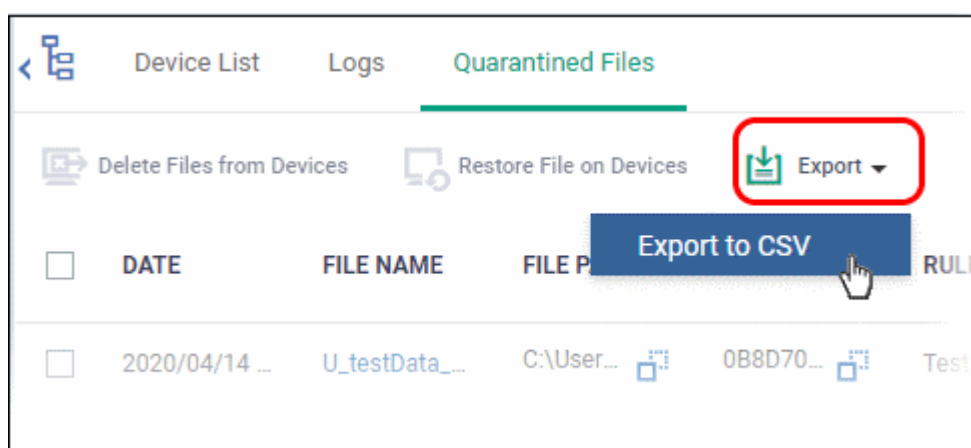 Device List Logs Quarantined Files
Delete Files from Devices Restore File on Devices Export
Export to CSV
DATE FILE NAME FILE P RUL
2020/04/14 ... U_testData_... C:\User... 0B8D70... Test